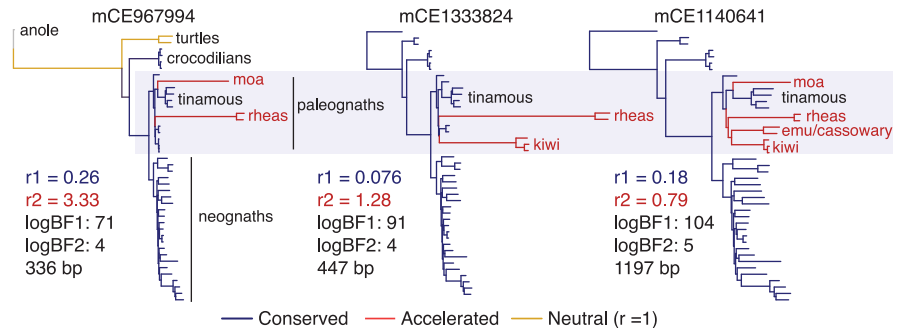 mCE967994
mCE1333824
mCE1140641
anole
turtles
crocodilians
moa
tinamous
rheas
paleognaths
neognaths
r1 = 0.26
r2 = 3.33
logBF1: 71
logBF2: 4
336 bp
tinamous
rheas
kiwi
r1 = 0.076
r2 = 1.28
logBF1: 91
logBF2: 4
447 bp
moa
tinamous
rheas
emu/cassowary
kiwi
r1 = 0.18
r2 = 0.79
logBF1: 104
logBF2: 5
1197 bp
Conserved
Accelerated
Neutral (r =1)